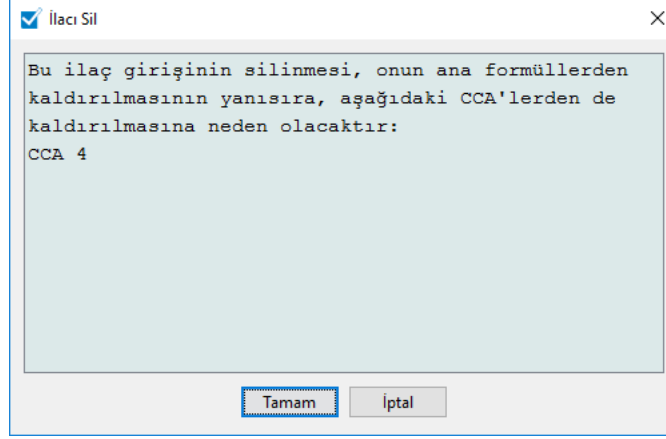 İlacı Sil
Bu ilaç girişinin silinmesi, onun ana formüllerden
kaldırılmasının yanısıra, aşağıdaki CCA'lerden de
kaldırılmasına neden olacaktır:
CCA 4
Tamam
İptal